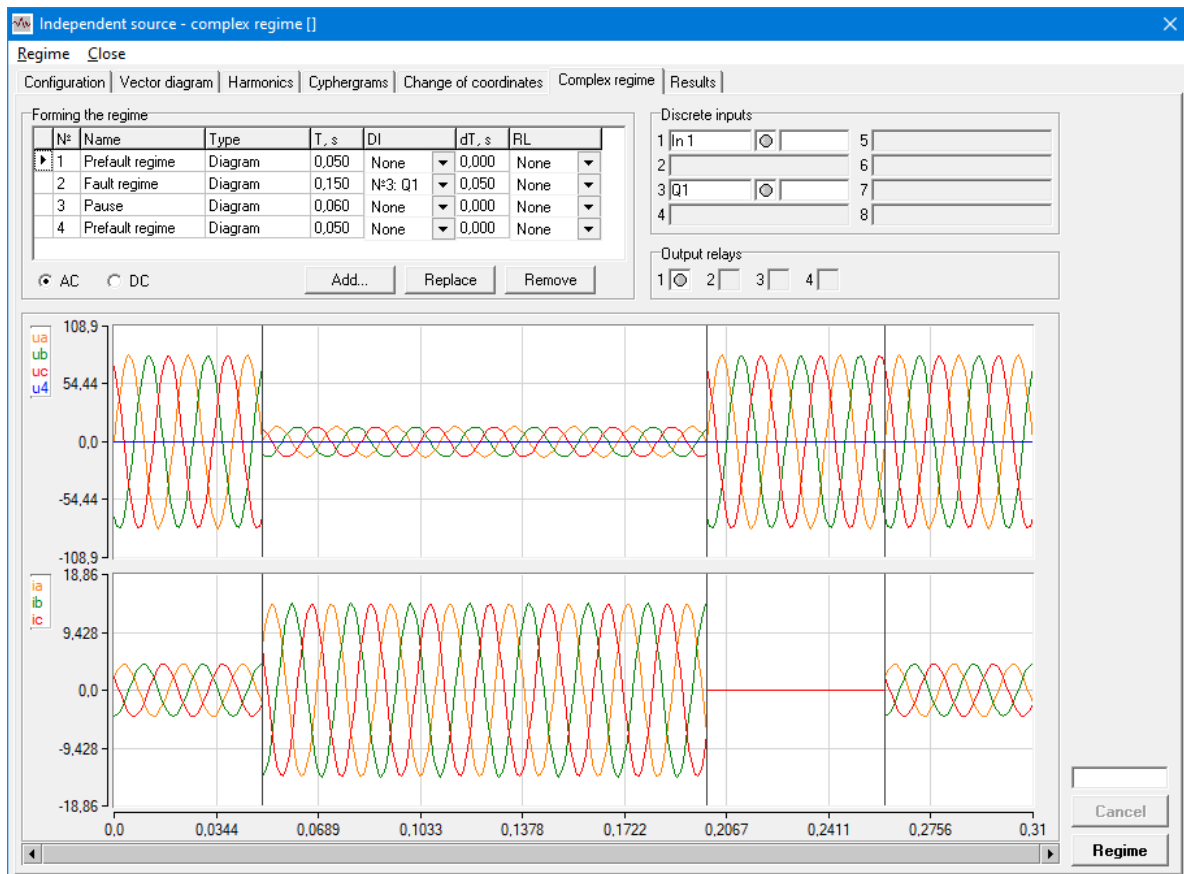 Independent source - complex regime []
Regime Close
Configuration Vector diagram Harmonics Cyphergrams Change of coordinates Complex regime Results
Forming the regime
Nº Name Type T, s DI dT, s RL
1 Prefault regime Diagram 0,050 None 0,000 None
2 Fault regime Diagram 0,150 Nº3: Q1 0,050 None
3 Pause Diagram 0,060 None 0,000 None
4 Prefault regime Diagram 0,050 None 0,000 None
AC DC Add... Replace Remove
Discrete inputs
1 In 1 5
2 6
3 Q1 7
4 8
Output relays
1 2 3 4
ua
ub
uc
u4
108,9
54,44
0,0
-54,44
-108,9
ia
ib
ic
18,86
9,428
0,0
-9,428
-18,86
0,0 0,0344 0,0689 0,1033 0,1378 0,1722 0,2067 0,2411 0,2756 0,31
Cancel
Regime